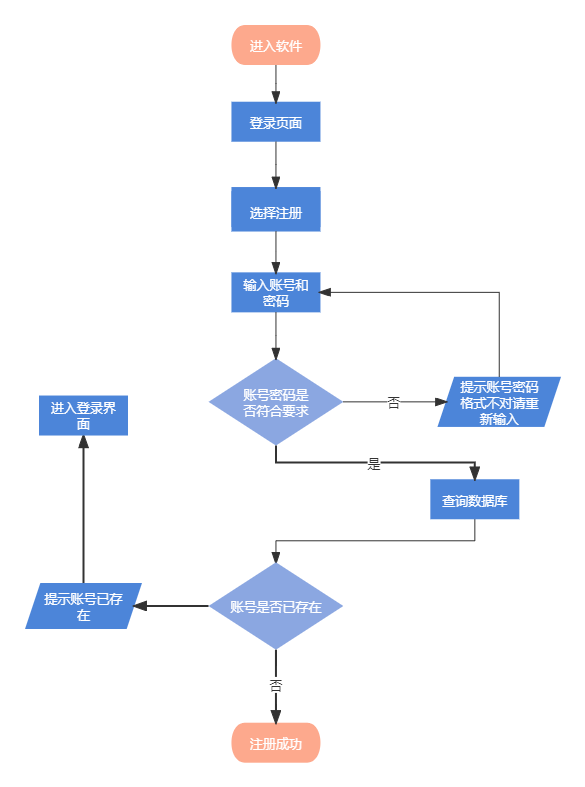 进入软件
登录页面
选择注册
输入账号和
密码
账号密码是
否符合要求
否
提示账号密码
格式不对请重
新输入
进入登录界
面
是
查询数据库
提示账号已存
在
账号是否已存在
否
注册成功